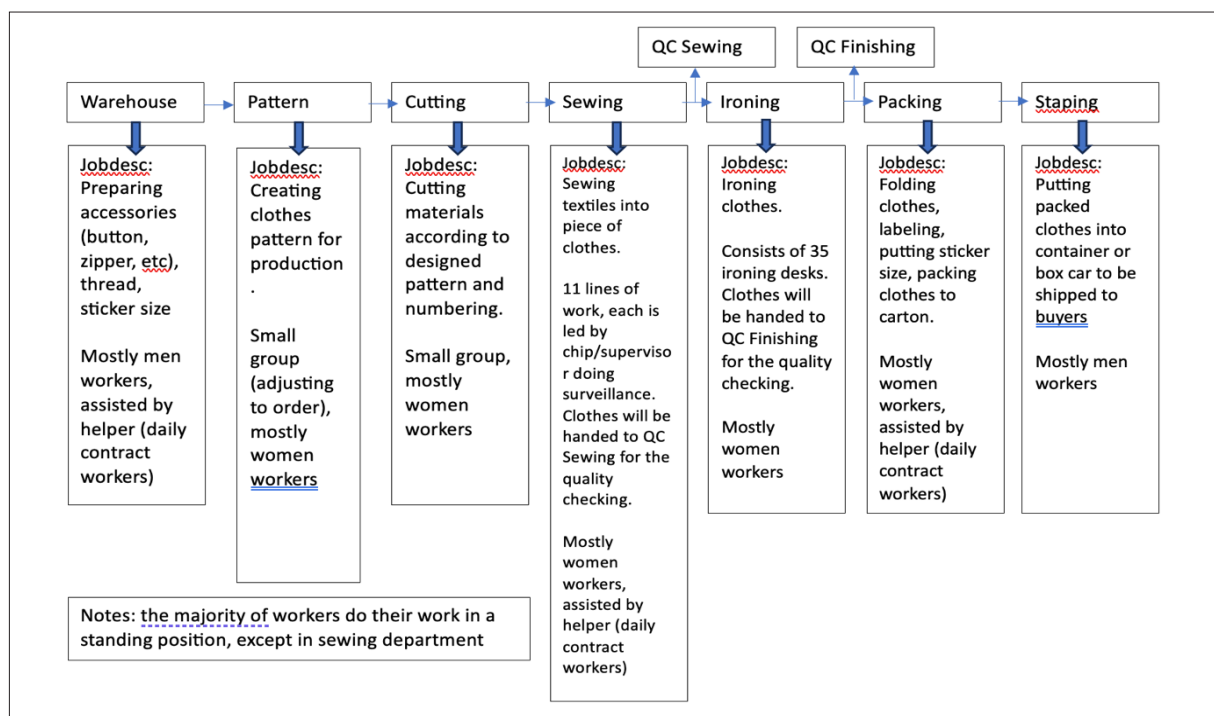 QC Sewing
QC Finishing
Warehouse
Pattern
Cutting
Sewing
Ironing
Packing
Staping
Jobdesc:
Preparing
accessories
(button,
zipper, etc),
thread,
sticker size
Mostly men
workers,
assisted by
helper (daily
contract
workers)
Jobdesc:
Creating
clothes
pattern for
production
.
Small
group
(adjusting
to order),
mostly
women
workers
Jobdesc:
Cutting
materials
according to
designed
pattern and
numbering.
Small group,
mostly
women
workers
Jobdesc:
Sewing
textiles into
piece of
clothes.
11 lines of
work, each is
led by
chip/superviso
r doing
surveillance.
Clothes will be
handed to QC
Sewing for the
quality
checking.
Mostly
women
workers,
assisted by
helper (daily
contract
workers)
Jobdesc:
Ironing
clothes.
Consists of 35
ironing desks.
Clothes will
be handed to
QC Finishing
for the quality
checking.
Mostly
women
workers
Jobdesc:
Folding
clothes,
labeling,
putting sticker
size, packing
clothes to
carton.
Mostly
women
workers,
assisted by
helper (daily
contract
workers)
Jobdesc:
Putting
packed
clothes into
container or
box car to be
shipped to
buyers
Mostly men
workers
Notes: the majority of workers do their work in a
standing position, except in sewing department